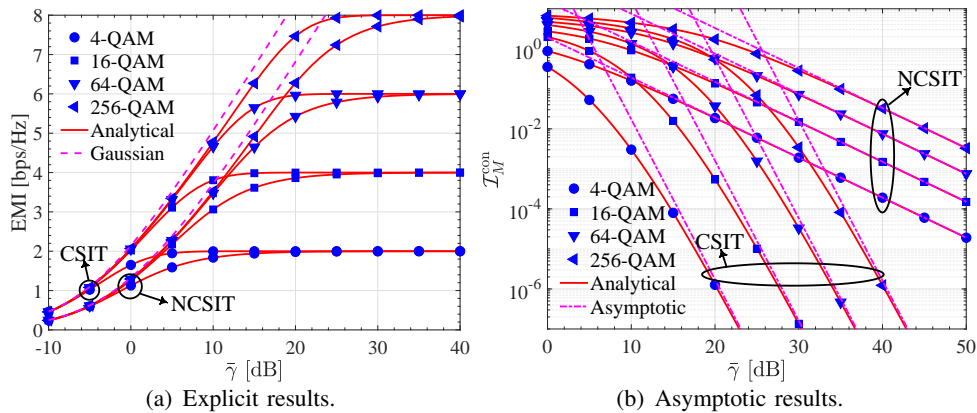 8
7
6
5
4
3
2
1
0
EMI [bps/Hz]
4-QAM
16-QAM
64-QAM
256-QAM
Analytical
Gaussian
CSIT
NCSIT
-10 0 10 20 30 40
γ̄ [dB]
(a) Explicit results.
10^0
10^-2
10^-4
10^-6
I_M^con
NCSIT
4-QAM
16-QAM
64-QAM
256-QAM
Analytical
Asymptotic
CSIT
0 10 20 30 40 50
γ̄ [dB]
(b) Asymptotic results.